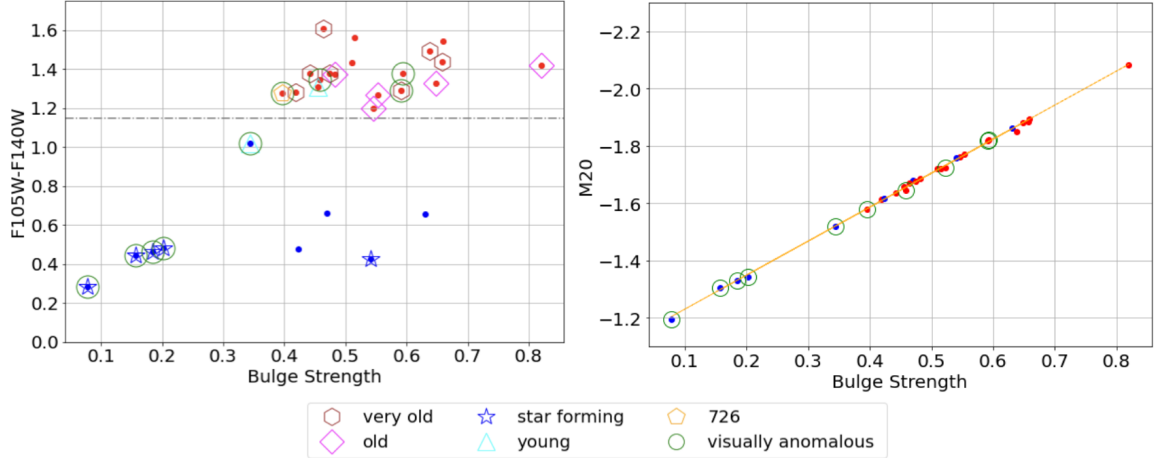 F105W-F140W
1.6
1.4
1.2
1.0
0.8
0.6
0.4
0.2
0.0
0.1 0.2 0.3 0.4 0.5 0.6 0.7 0.8
Bulge Strength
M20
−2.2
−2.0
−1.8
−1.6
−1.4
−1.2
0.1 0.2 0.3 0.4 0.5 0.6 0.7 0.8
Bulge Strength
very old
old
star forming
young
726
visually anomalous